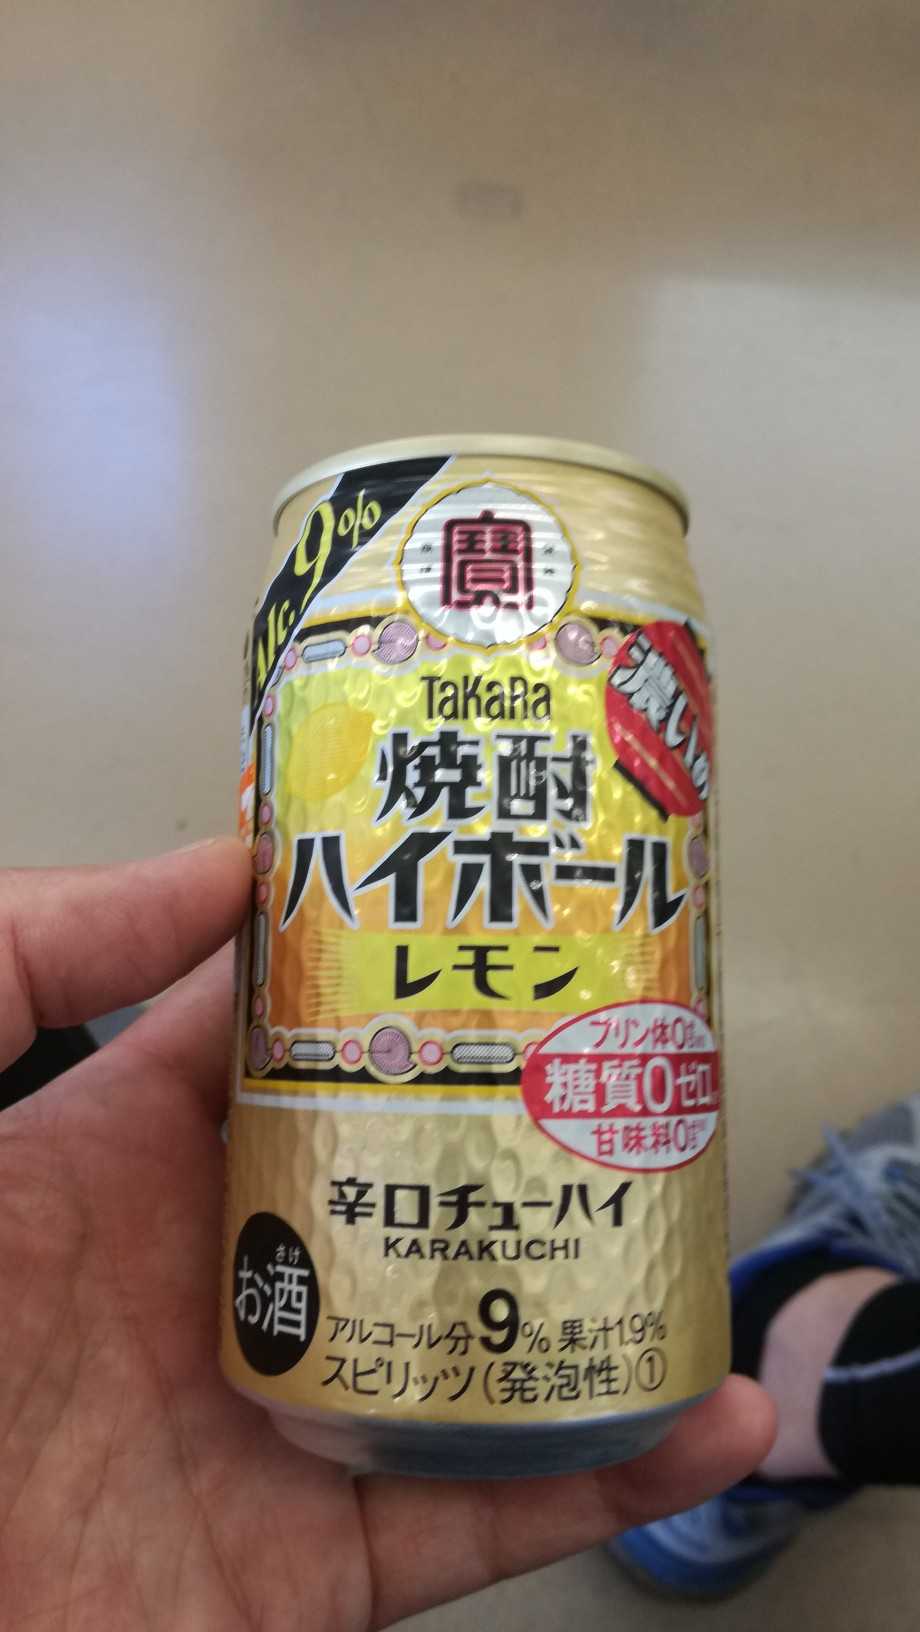 Alc. 9%
寶
TaKaRa
濃いめ
焼酎
ハイボール
レモン
プリン体0
糖質0ゼロ
甘味料0
辛口チューハイ
KARAKUCHI
さけ
お酒
アルコール分9% 果汁1.9%
スピリッツ(発泡性)①